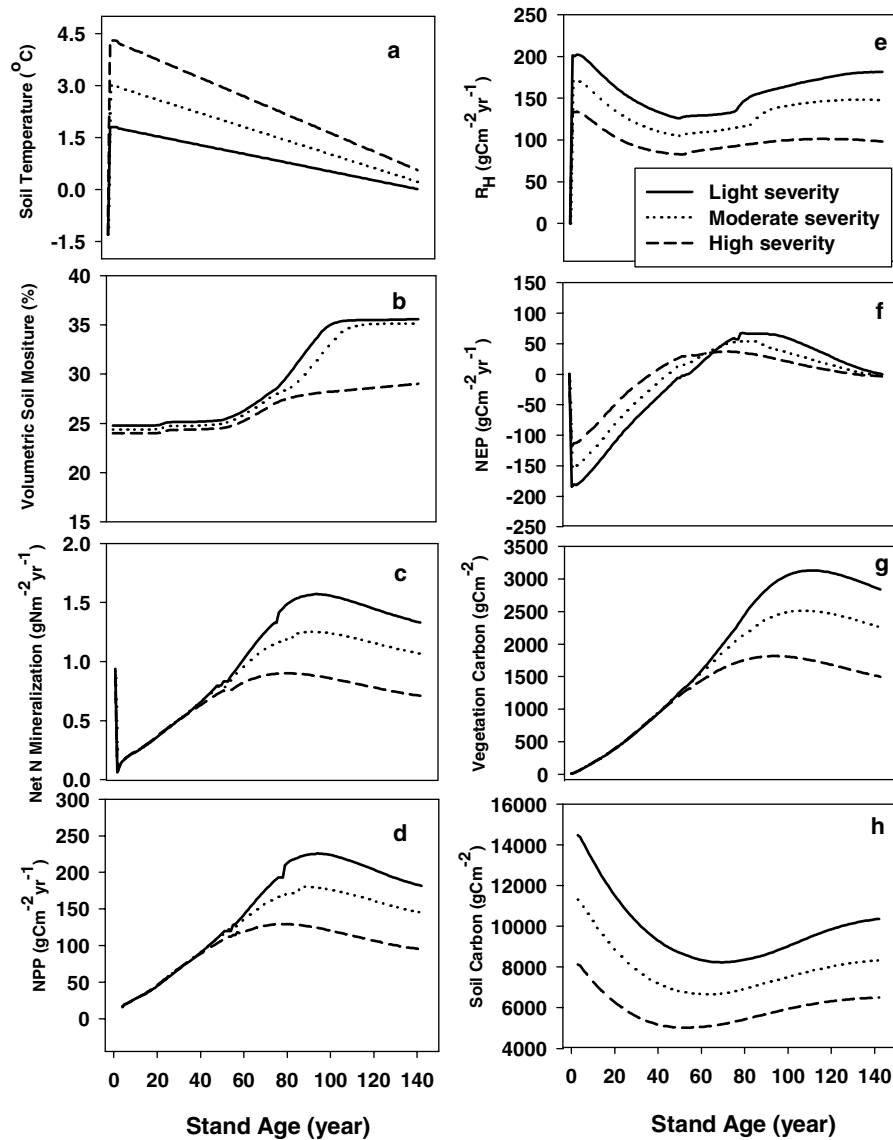 a
Soil Temperature (°C)
4.5
3.0
1.5
0.0
-1.5
b
Volumetric Soil Mositure (%)
40
35
30
25
20
15
c
Net N Mineralization (gNm-2yr-1)
2.0
1.5
1.0
0.5
0.0
d
NPP (gCm-2yr-1)
300
250
200
150
100
50
0
0 20 40 60 80 100 120 140
Stand Age (year)
e
RH (gCm-2yr-1)
250
200
150
100
50
0
Light severity
Moderate severity
High severity
f
NEP (gCm-2yr-1)
150
100
50
0
-50
-100
-150
-200
-250
g
Vegetation Carbon (gCm-2)
3500
3000
2500
2000
1500
1000
500
0
h
Soil Carbon (gCm-2)
16000
14000
12000
10000
8000
6000
4000
0 20 40 60 80 100 120 140
Stand Age (year)